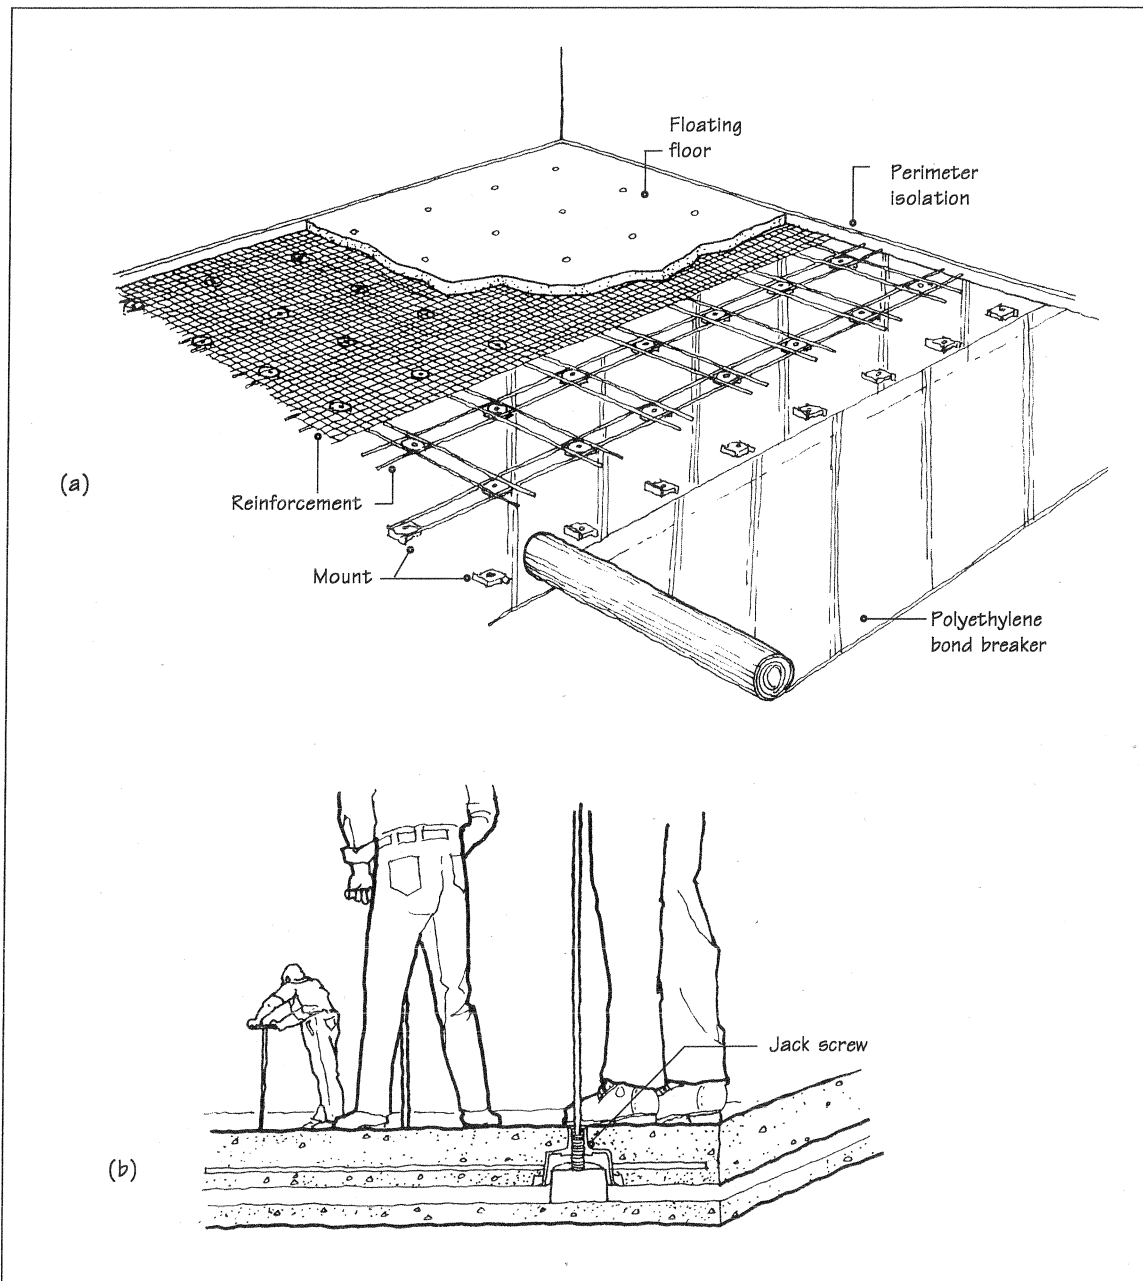 Floating
floor
Perimeter
isolation
(a)
Reinforcement
Mount
Polyethylene
bond breaker
Jack screw
(b)